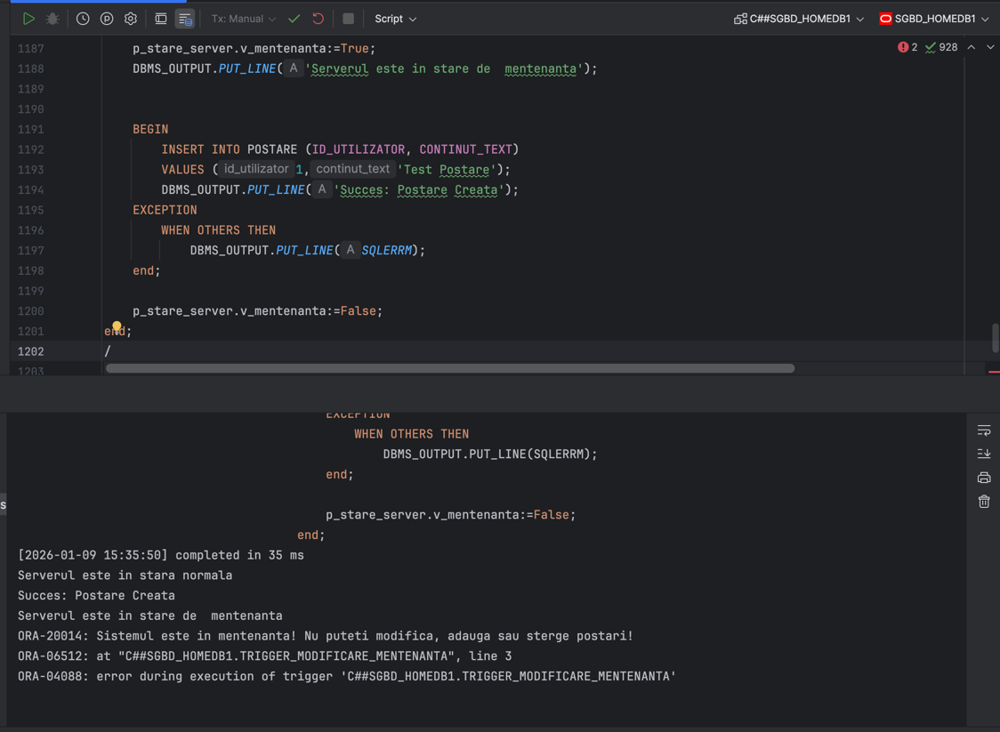 Tx: Manual Script C##SGBD_HOMEDB1 SGBD_HOMEDB1
1187 p_stare_server.v_mentenanta:=True; 2 928
1188 DBMS_OUTPUT.PUT_LINE( A 'Serverul este in stare de  mentenanta');
1189
1190
1191 BEGIN
1192 INSERT INTO POSTARE (ID_UTILIZATOR, CONTINUT_TEXT)
1193 VALUES ( id_utilizator 1, continut_text 'Test Postare');
1194 DBMS_OUTPUT.PUT_LINE( A 'Succes: Postare Creata');
1195 EXCEPTION
1196 WHEN OTHERS THEN
1197 DBMS_OUTPUT.PUT_LINE( A SQLERRM);
1198 end;
1199
1200 p_stare_server.v_mentenanta:=False;
1201 end;
1202 /
1203
EXCEPTION
WHEN OTHERS THEN
DBMS_OUTPUT.PUT_LINE(SQLERRM);
end;
s
p_stare_server.v_mentenanta:=False;
end;
[2026-01-09 15:35:50] completed in 35 ms
Serverul este in stara normala
Succes: Postare Creata
Serverul este in stare de  mentenanta
ORA-20014: Sistemul este in mentenanta! Nu puteti modifica, adauga sau sterge postari!
ORA-06512: at "C##SGBD_HOMEDB1.TRIGGER_MODIFICARE_MENTENANTA", line 3
ORA-04088: error during execution of trigger 'C##SGBD_HOMEDB1.TRIGGER_MODIFICARE_MENTENANTA'